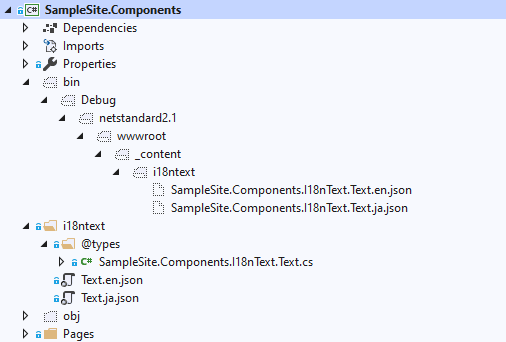 SampleSite.Components
Dependencies
Imports
Properties
bin
Debug
netstandard2.1
wwwroot
_content
i18ntext
SampleSite.Components.I18nText.Text.en.json
SampleSite.Components.I18nText.Text.ja.json
i18ntext
@types
SampleSite.Components.I18nText.Text.cs
Text.en.json
Text.ja.json
obj
Pages